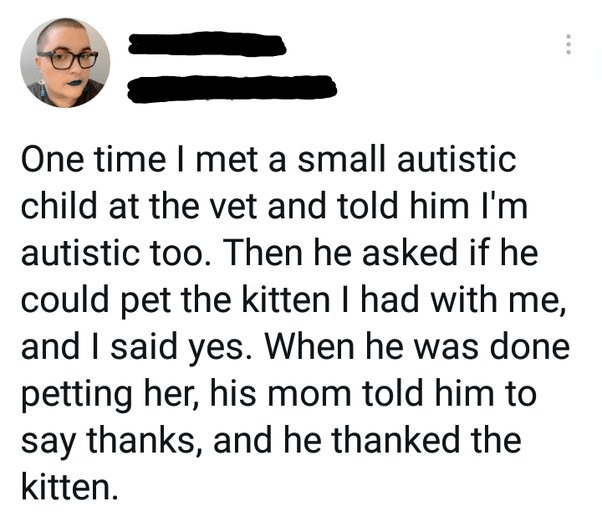 One time I met a small autistic
child at the vet and told him I'm
autistic too. Then he asked if he
could pet the kitten I had with me,
and I said yes. When he was done
petting her, his mom told him to
say thanks, and he thanked the
kitten.